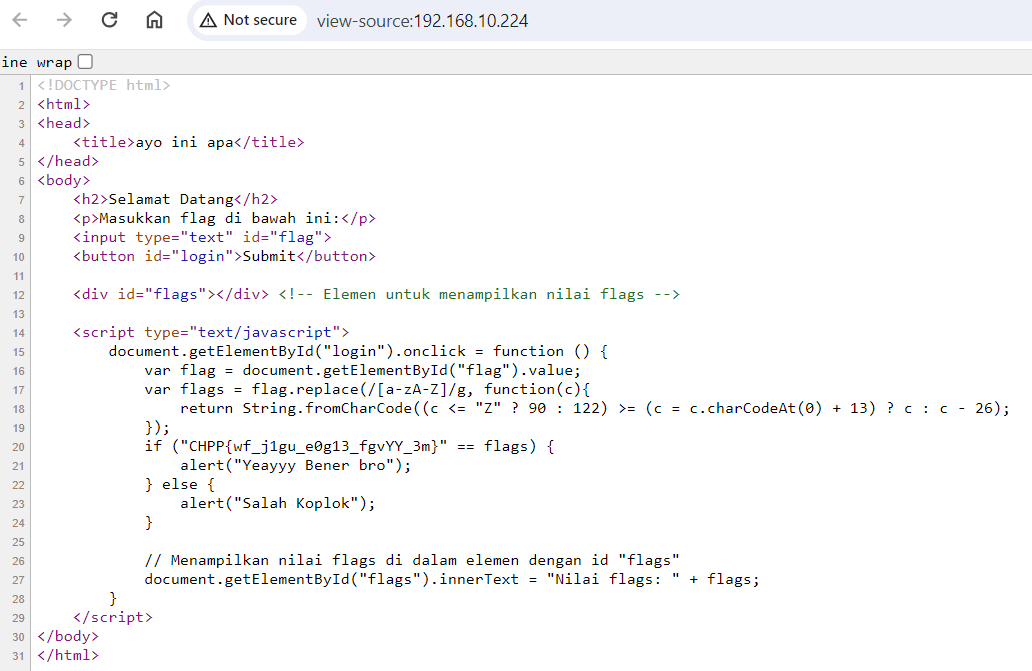 Not secure view-source:192.168.10.224
ine wrap
1 <!DOCTYPE html>
2 <html>
3 <head>
4     <title>ayo ini apa</title>
5 </head>
6 <body>
7     <h2>Selamat Datang</h2>
8     <p>Masukkan flag di bawah ini:</p>
9     <input type="text" id="flag">
10     <button id="login">Submit</button>
11
12     <div id="flags"></div> <!-- Elemen untuk menampilkan nilai flags -->
13
14     <script type="text/javascript">
15         document.getElementById("login").onclick = function () {
16             var flag = document.getElementById("flag").value;
17             var flags = flag.replace(/[a-zA-Z]/g, function(c){
18                 return String.fromCharCode((c <= "Z" ? 90 : 122) >= (c = c.charCodeAt(0) + 13) ? c : c - 26);
19             });
20             if ("CHPP{wf_j1gu_e0g13_fgvYY_3m}" == flags) {
21                 alert("Yeayyy Bener bro");
22             } else {
23                 alert("Salah Koplok");
24             }
25
26             // Menampilkan nilai flags di dalam elemen dengan id "flags"
27             document.getElementById("flags").innerText = "Nilai flags: " + flags;
28         }
29     </script>
30 </body>
31 </html>